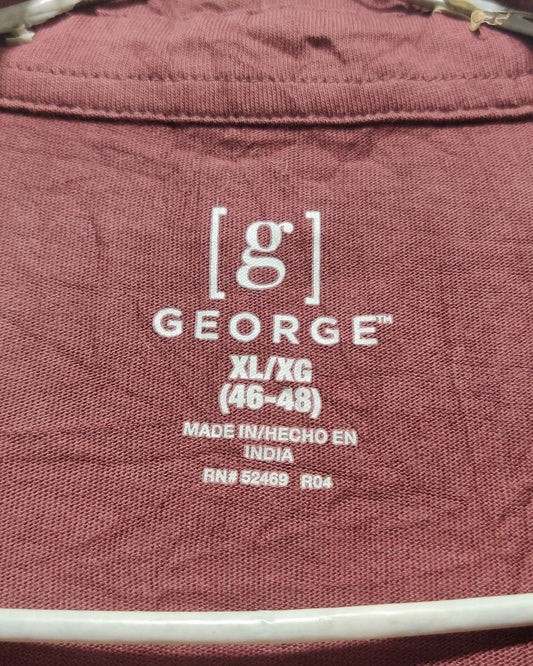 [g]
GEORGE™
XL/XG
(46-48)
MADE IN/HECHO EN
INDIA
RN# 52469 R04